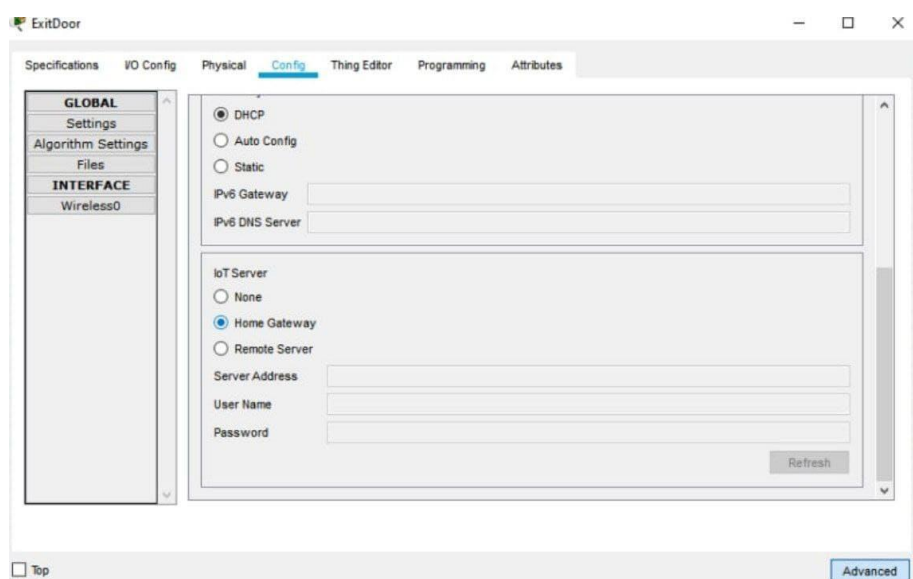 ExitDoor
Specifications I/O Config Physical Config Thing Editor Programming Attributes
GLOBAL
Settings
Algorithm Settings
Files
INTERFACE
Wireless0
DHCP
Auto Config
Static
IPv6 Gateway
IPv6 DNS Server
IoT Server
None
Home Gateway
Remote Server
Server Address
User Name
Password
Refresh
Top
Advanced